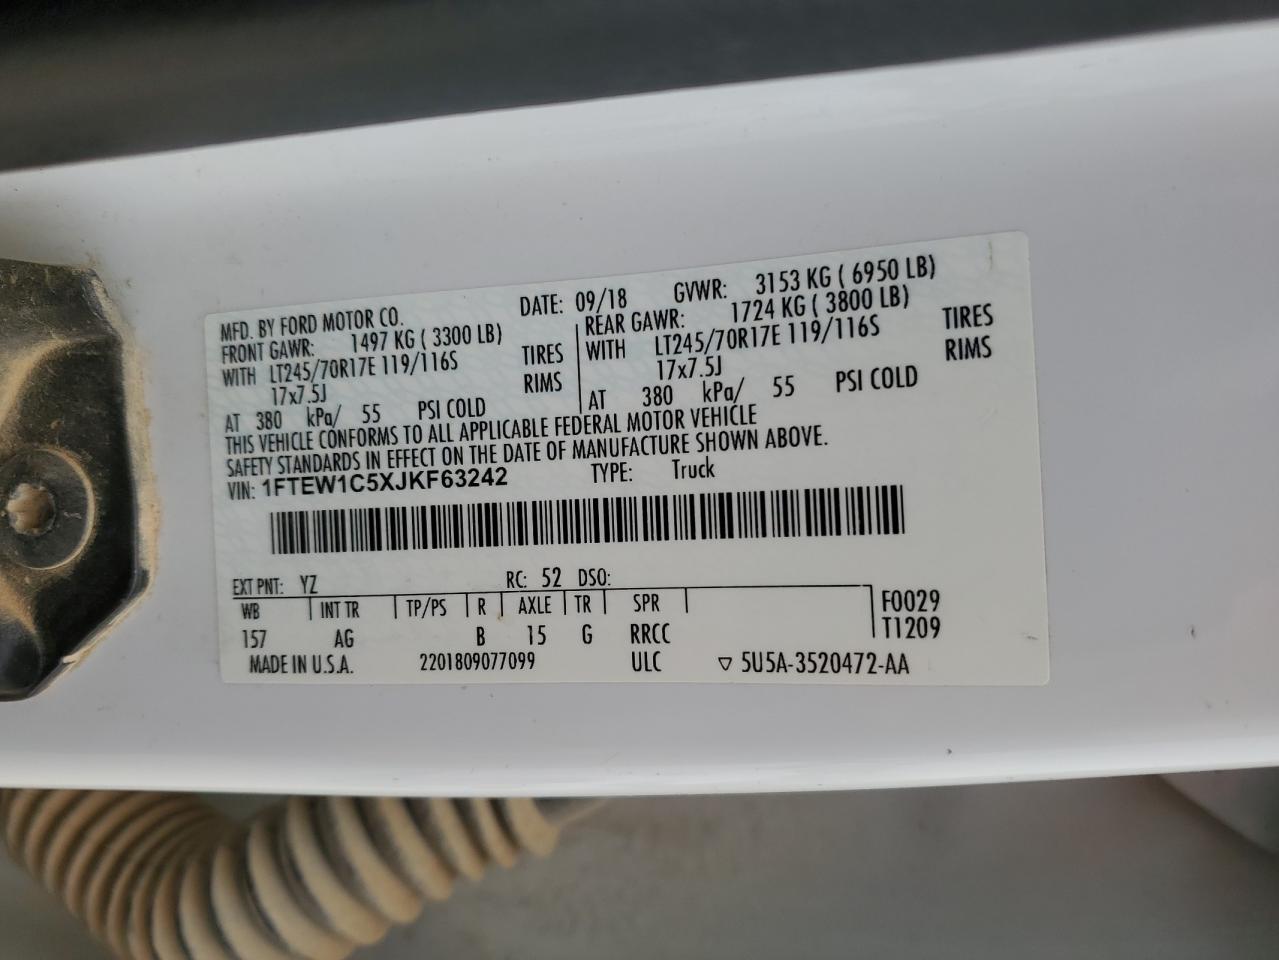 MFD. BY FORD MOTOR CO. DATE: 09/18 GVWR: 3153 KG ( 6950 LB)
FRONT GAWR: 1497 KG ( 3300 LB) REAR GAWR: 1724 KG ( 3800 LB)
WITH LT245/70R17E 119/116S TIRES WITH LT245/70R17E 119/116S TIRES
17x7.5J RIMS 17x7.5J RIMS
AT 380 kPa/ 55 PSI COLD AT 380 kPa/ 55 PSI COLD
THIS VEHICLE CONFORMS TO ALL APPLICABLE FEDERAL MOTOR VEHICLE
SAFETY STANDARDS IN EFFECT ON THE DATE OF MANUFACTURE SHOWN ABOVE.
VIN: 1FTEW1C5XJKF63242 TYPE: Truck
EXT PNT: YZ RC: 52 DSO:
WB INT TR TP/PS R AXLE TR SPR F0029
157 AG B 15 G RRCC T1209
MADE IN U.S.A. 2201809077099 ULC ▽ 5U5A-3520472-AA